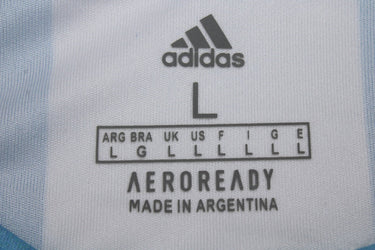 adidas
L
ARG BRA UK US F I G E
L G L L L L L L
AEROREADY
MADE IN ARGENTINA